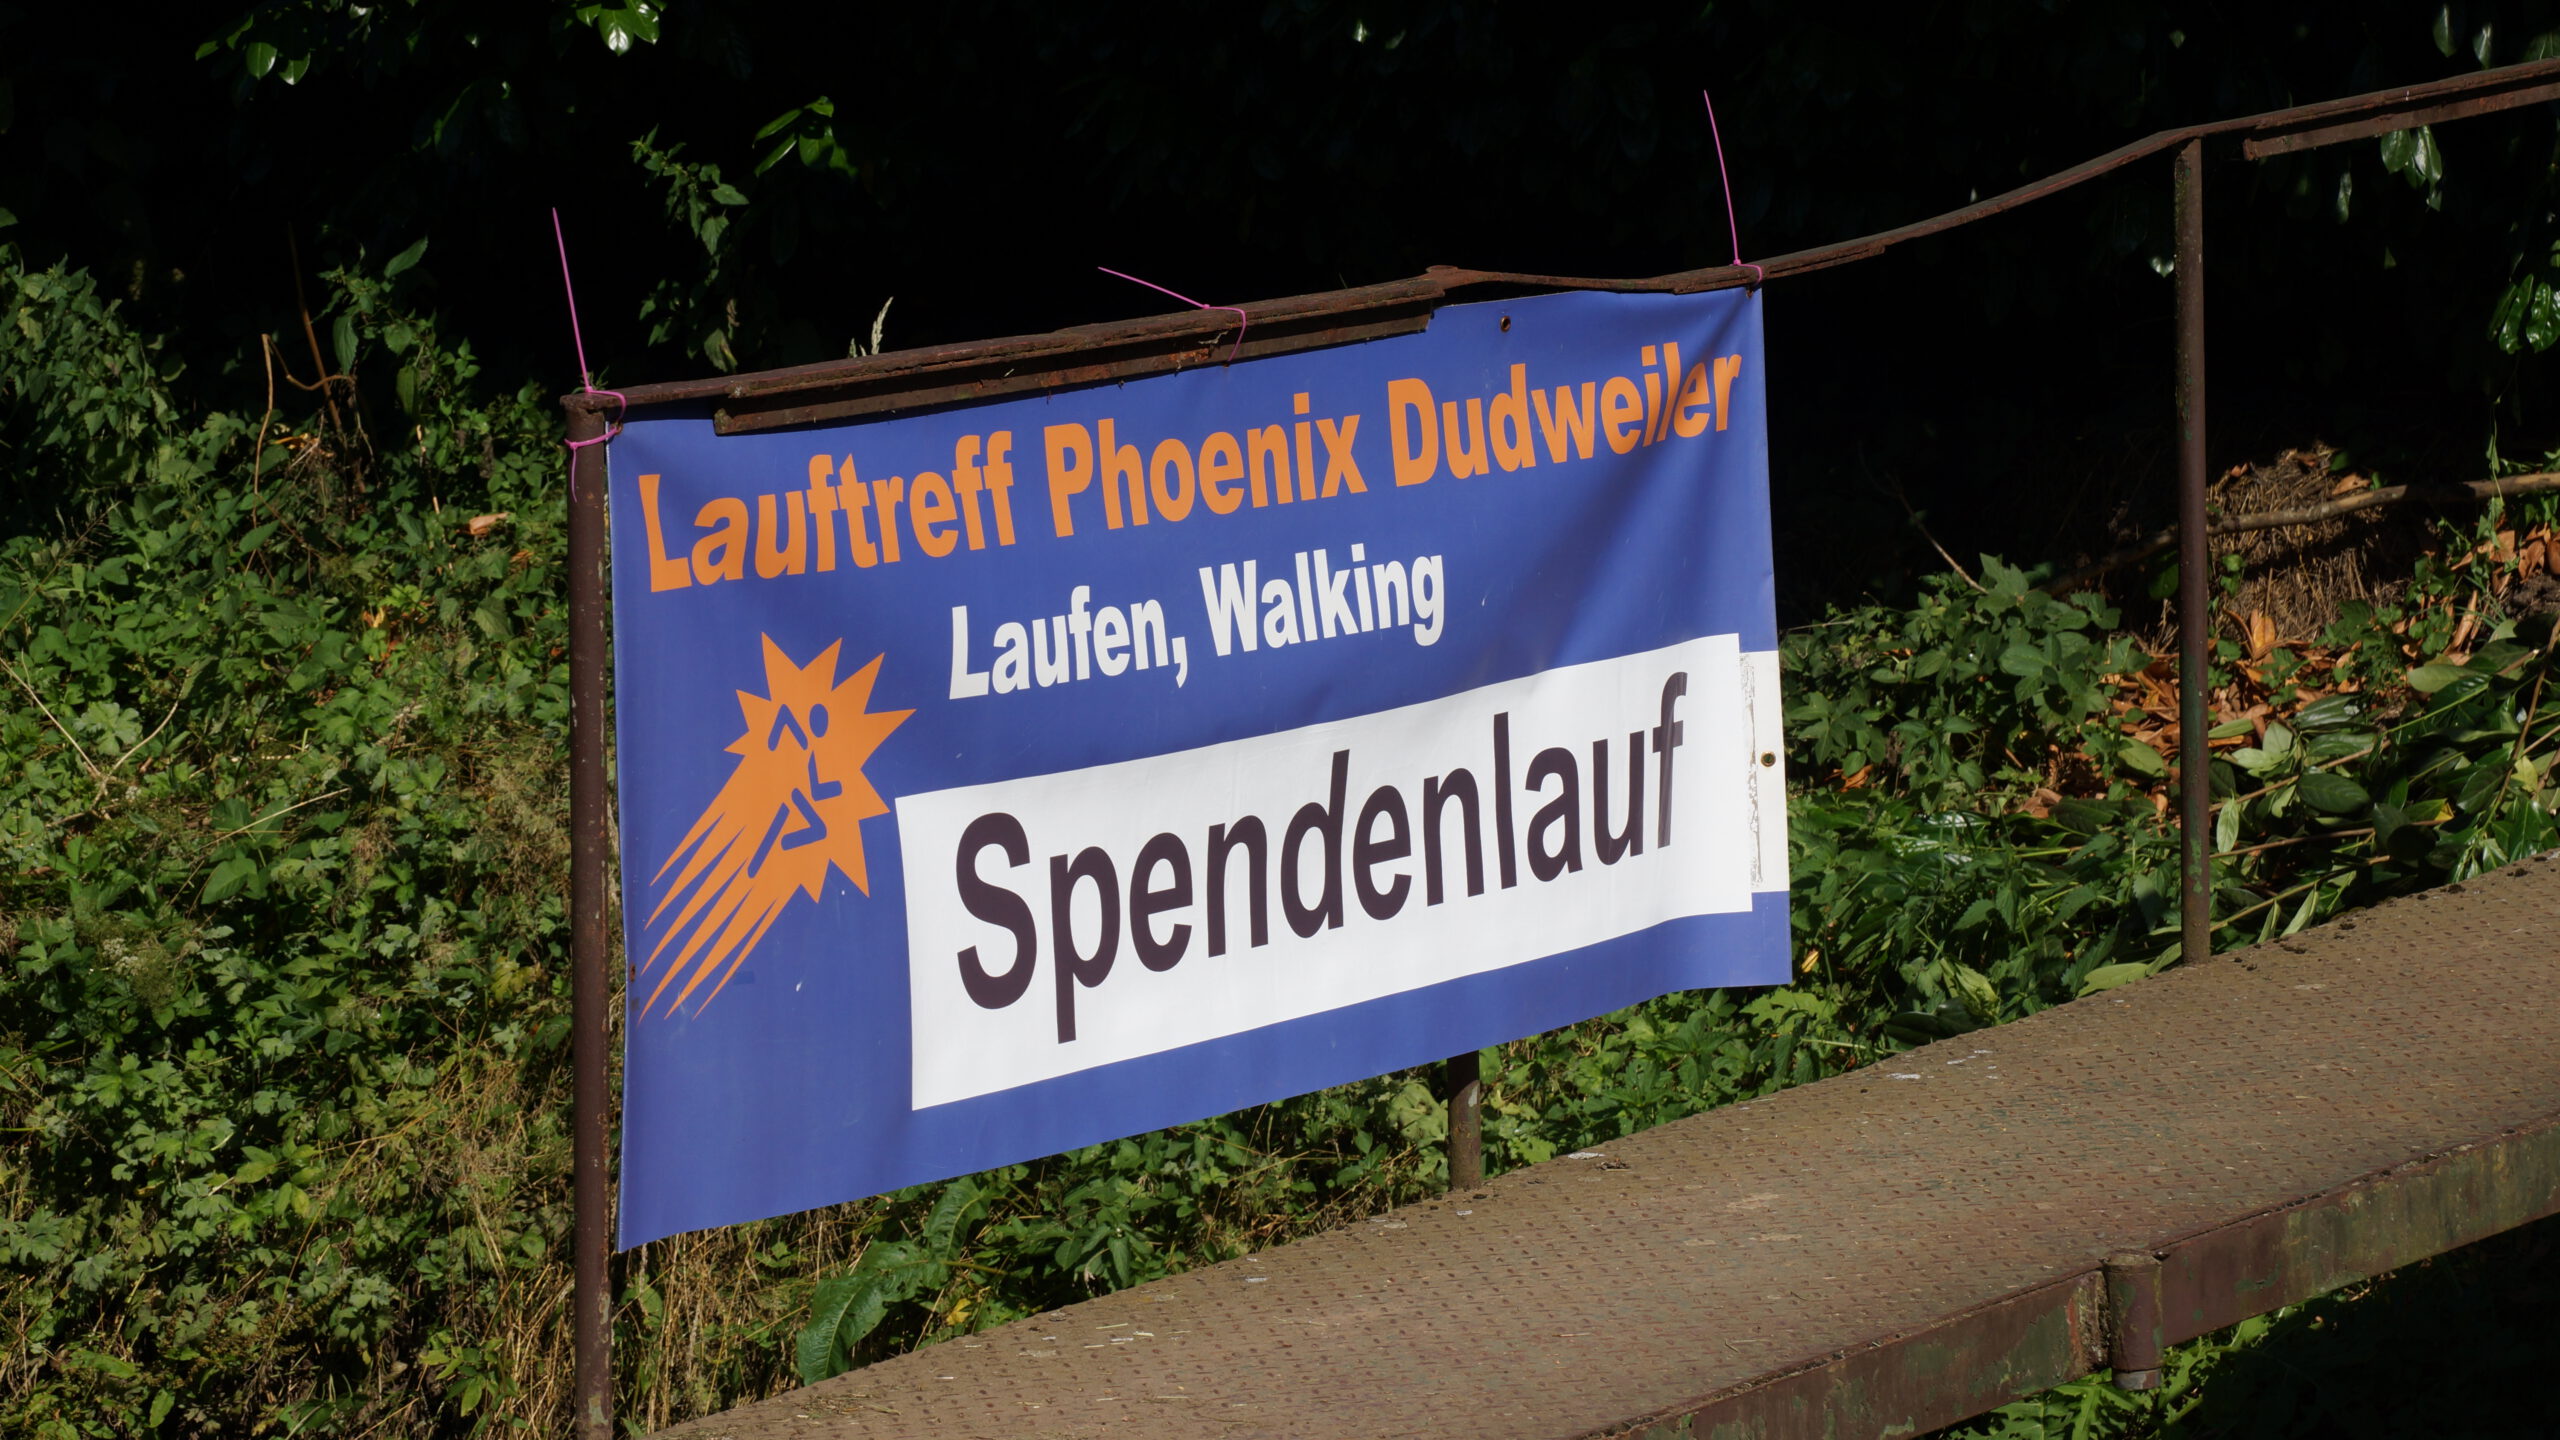 Lauftreff Phoenix Dudweiler
Laufen, Walking
Spendenlauf